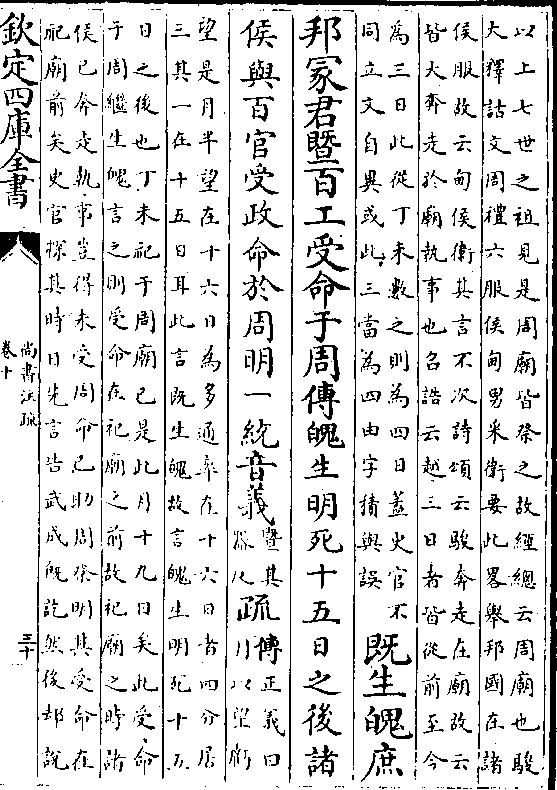 以上七世之祖見是周廟皆祭之故經總云周廟也駿
大釋詁文周禮六服侯甸男采衛要此畧舉邦國在諸
侯服故云甸侯衛其言不次詩頌云駿奔走在廟故云
皆大奔走於廟執事也召誥云越三日者皆從前至今
為三日此從丁未數之則為四日蓋史官不
同立文自異或此三當為四由字積與誤
既生魄庶
邦冢君暨百工受命于周傳魄生明死十五日之後諸
侯與百官受政命於周明一統音義
暨其
器反
疏
傳正義曰
月以望虧
望是月半望在十六日為多通率在十六日者四分居
三其一在十五日耳此言既生魄故言魄生明死十五
日之後也丁未祀于周廟已是此月十九日矣此受命
于周繼生魄言之則受命在祀廟之前故祀廟之時諸
侯已奔走執事豈得未受周命已助周祭明其受命在
祀廟前矣史官探其時日先言告武成既訖然後却說
欽定四庫全書
尚書注疏
卷十
三十